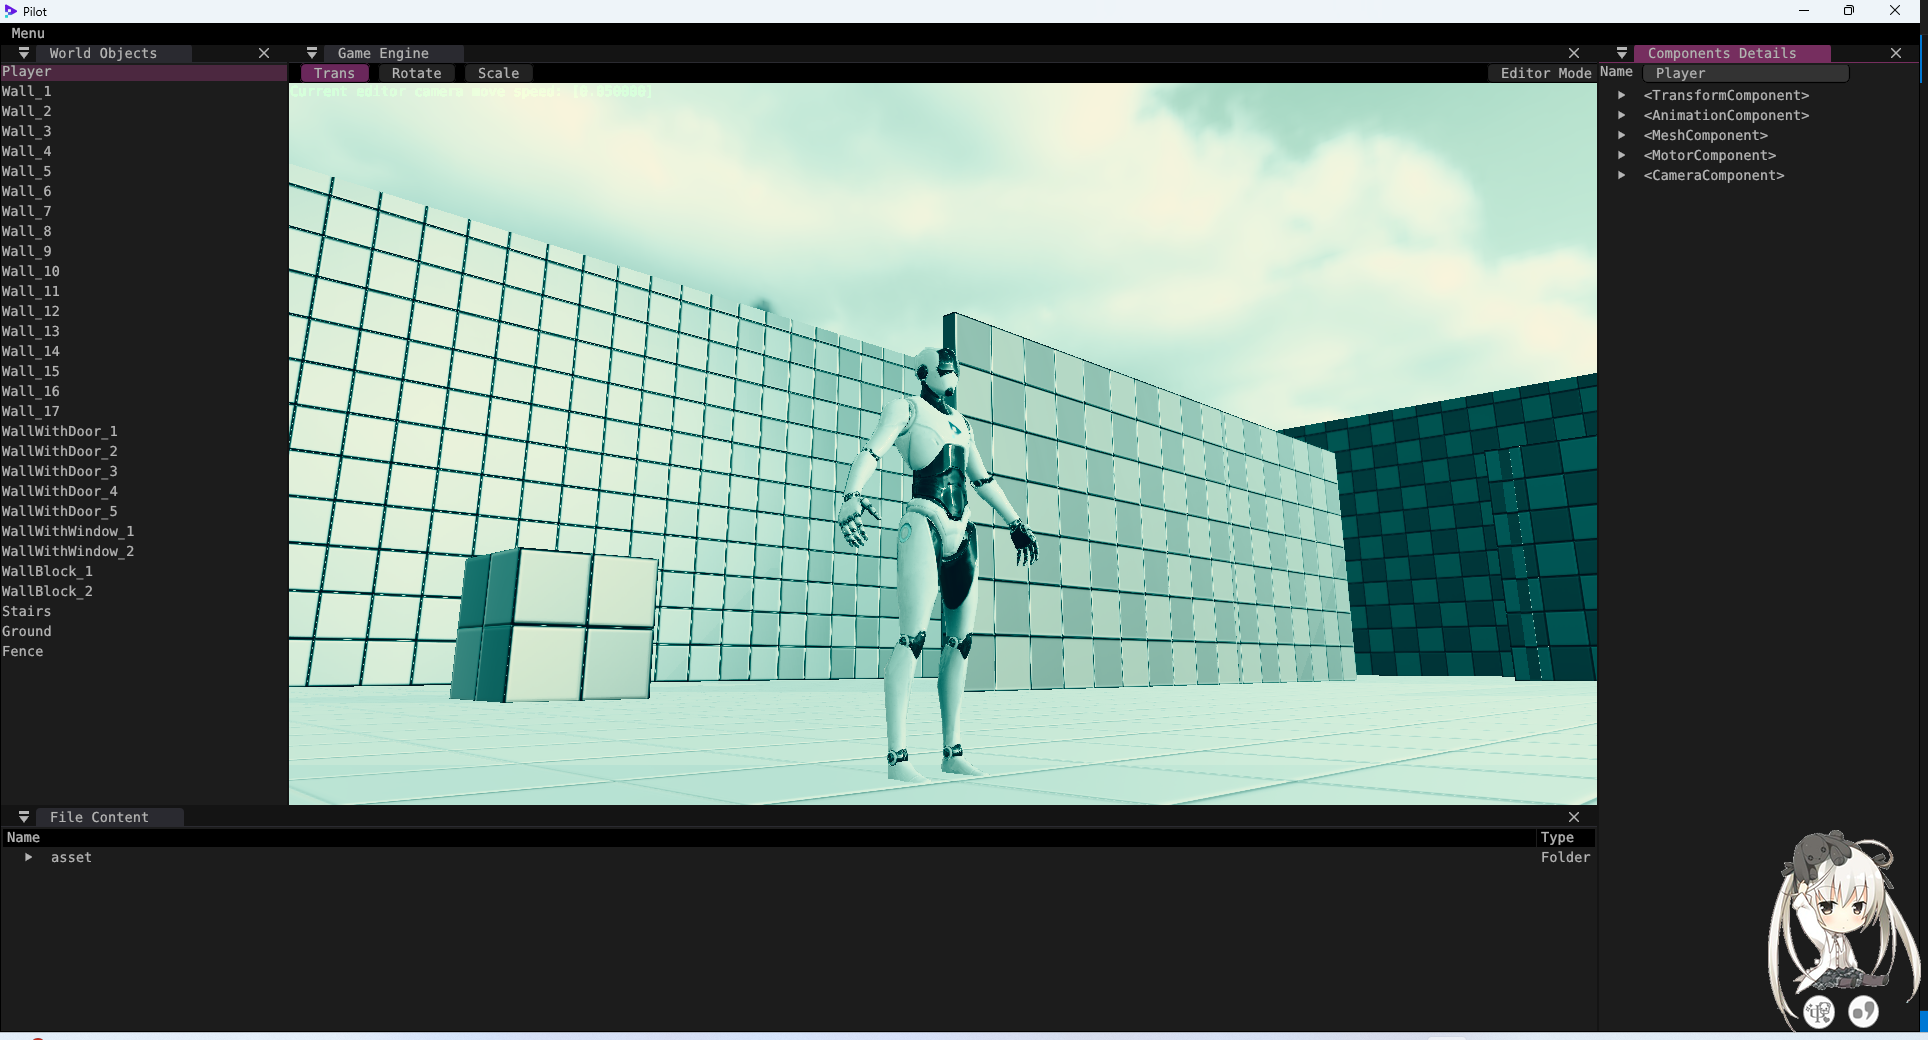 Pilot
Menu
World Objects
Game Engine
Components Details
Player
Trans
Rotate
Scale
Editor Mode
Name
Player
Current editor camera move speed: [0.050000]
Wall_1
Wall_2
Wall_3
Wall_4
Wall_5
Wall_6
Wall_7
Wall_8
Wall_9
Wall_10
Wall_11
Wall_12
Wall_13
Wall_14
Wall_15
Wall_16
Wall_17
WallWithDoor_1
WallWithDoor_2
WallWithDoor_3
WallWithDoor_4
WallWithDoor_5
WallWithWindow_1
WallWithWindow_2
WallBlock_1
WallBlock_2
Stairs
Ground
Fence
<TransformComponent>
<AnimationComponent>
<MeshComponent>
<MotorComponent>
<CameraComponent>
File Content
Name
Type
asset
Folder